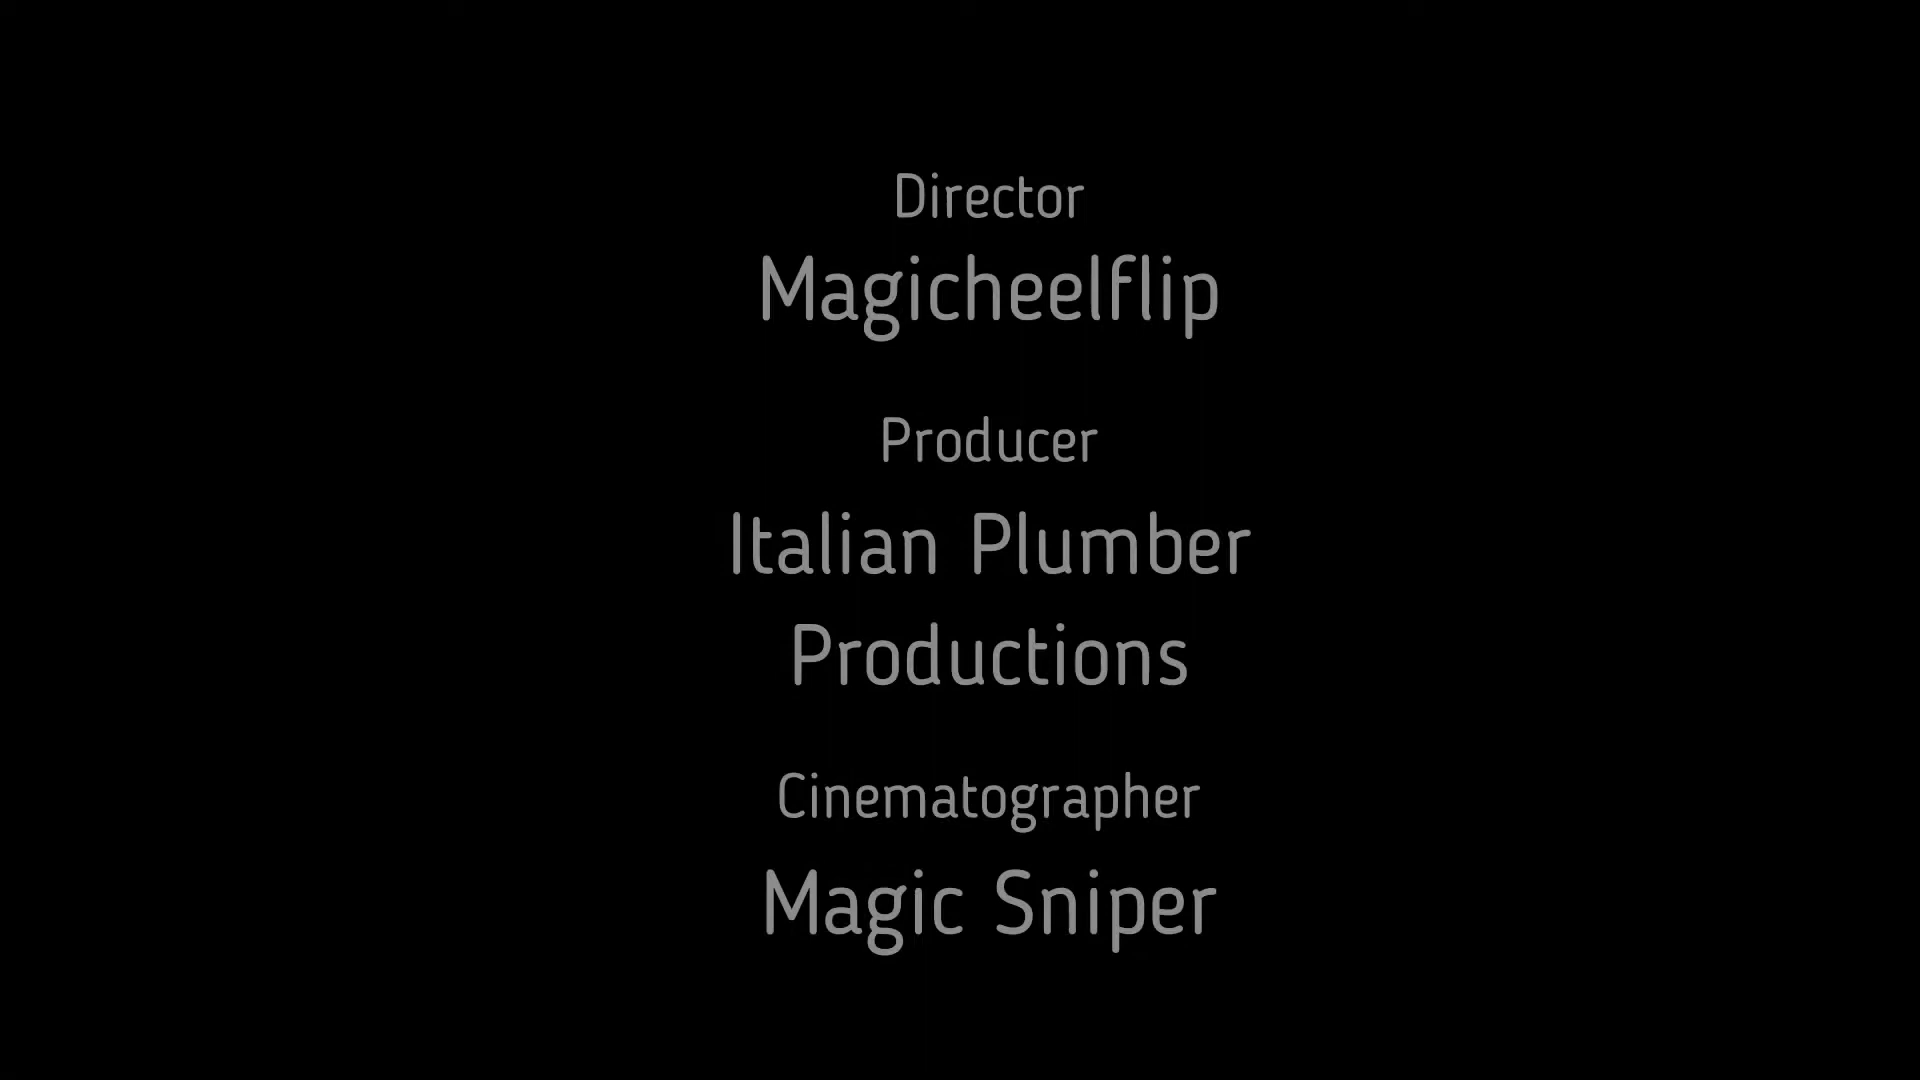 Director
Magicheelflip
Producer
Italian Plumber
Productions
Cinematographer
Magic Sniper